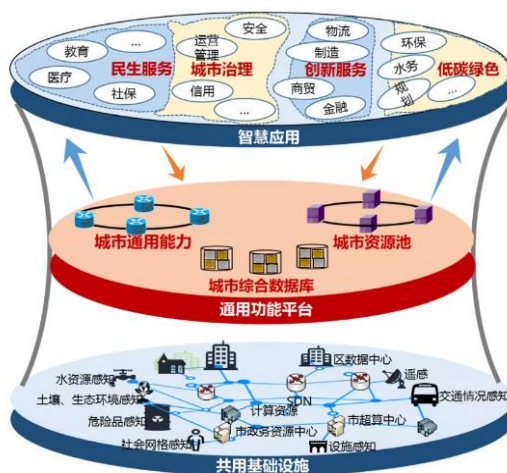 教育
...
运营
管理
安全
物流
制造
环保
民生服务
城市治理
创新服务
水务
低碳绿色
医疗
社保
信用
...
商贸
金融
规划
...
智慧应用
城市通用能力
城市资源池
城市综合数据库
通用功能平台
区数据中心
遥感
水资源感知
土壤、生态环境感知
SDN
交通情况感知
危险品感知
计算资源
市超算中心
社会网格感知
市政务资源中心
设施感知
共用基础设施